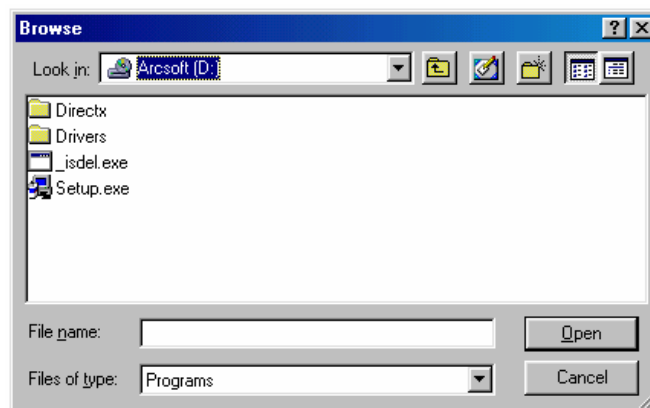 Browse
Look in: Arcsoft (D:)
Directx
Drivers
_isdel.exe
Setup.exe
File name:
Open
Files of type: Programs
Cancel